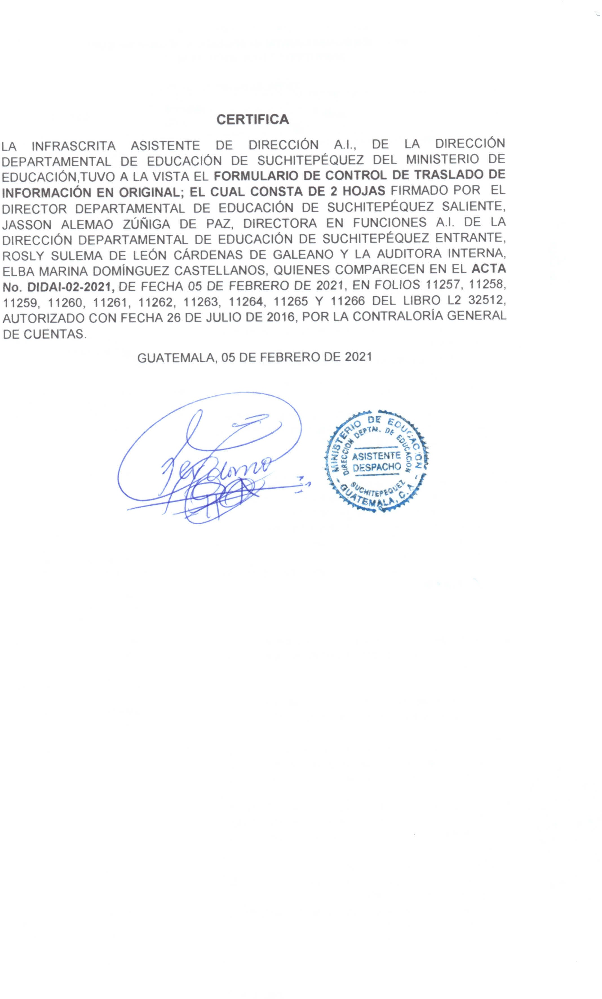 CERTIFICA
LA INFRASCRITA ASISTENTE DE DIRECCIÓN A.I., DE LA DIRECCIÓN
DEPARTAMENTAL DE EDUCACIÓN DE SUCHITEPÉQUEZ DEL MINISTERIO DE
EDUCACIÓN,TUVO A LA VISTA EL FORMULARIO DE CONTROL DE TRASLADO DE
INFORMACIÓN EN ORIGINAL; EL CUAL CONSTA DE 2 HOJAS FIRMADO POR EL
DIRECTOR DEPARTAMENTAL DE EDUCACIÓN DE SUCHITEPÉQUEZ SALIENTE,
JASSON ALEMAO ZÚÑIGA DE PAZ, DIRECTORA EN FUNCIONES A.I. DE LA
DIRECCIÓN DEPARTAMENTAL DE EDUCACIÓN DE SUCHITEPÉQUEZ ENTRANTE,
ROSLY SULEMA DE LEÓN CÁRDENAS DE GALEANO Y LA AUDITORA INTERNA,
ELBA MARINA DOMÍNGUEZ CASTELLANOS, QUIENES COMPARECEN EN EL ACTA
No. DIDAI-02-2021, DE FECHA 05 DE FEBRERO DE 2021, EN FOLIOS 11257, 11258,
11259, 11260, 11261, 11262, 11263, 11264, 11265 Y 11266 DEL LIBRO L2 32512,
AUTORIZADO CON FECHA 26 DE JULIO DE 2016, POR LA CONTRALORÍA GENERAL
DE CUENTAS.
GUATEMALA, 05 DE FEBRERO DE 2021
MINISTERIO DE EDUCACION
DIRECCION DEPTAL. DE EDUCACION
ASISTENTE
DESPACHO
SUCHITEPEQUEZ
- GUATEMALA, C. A. -